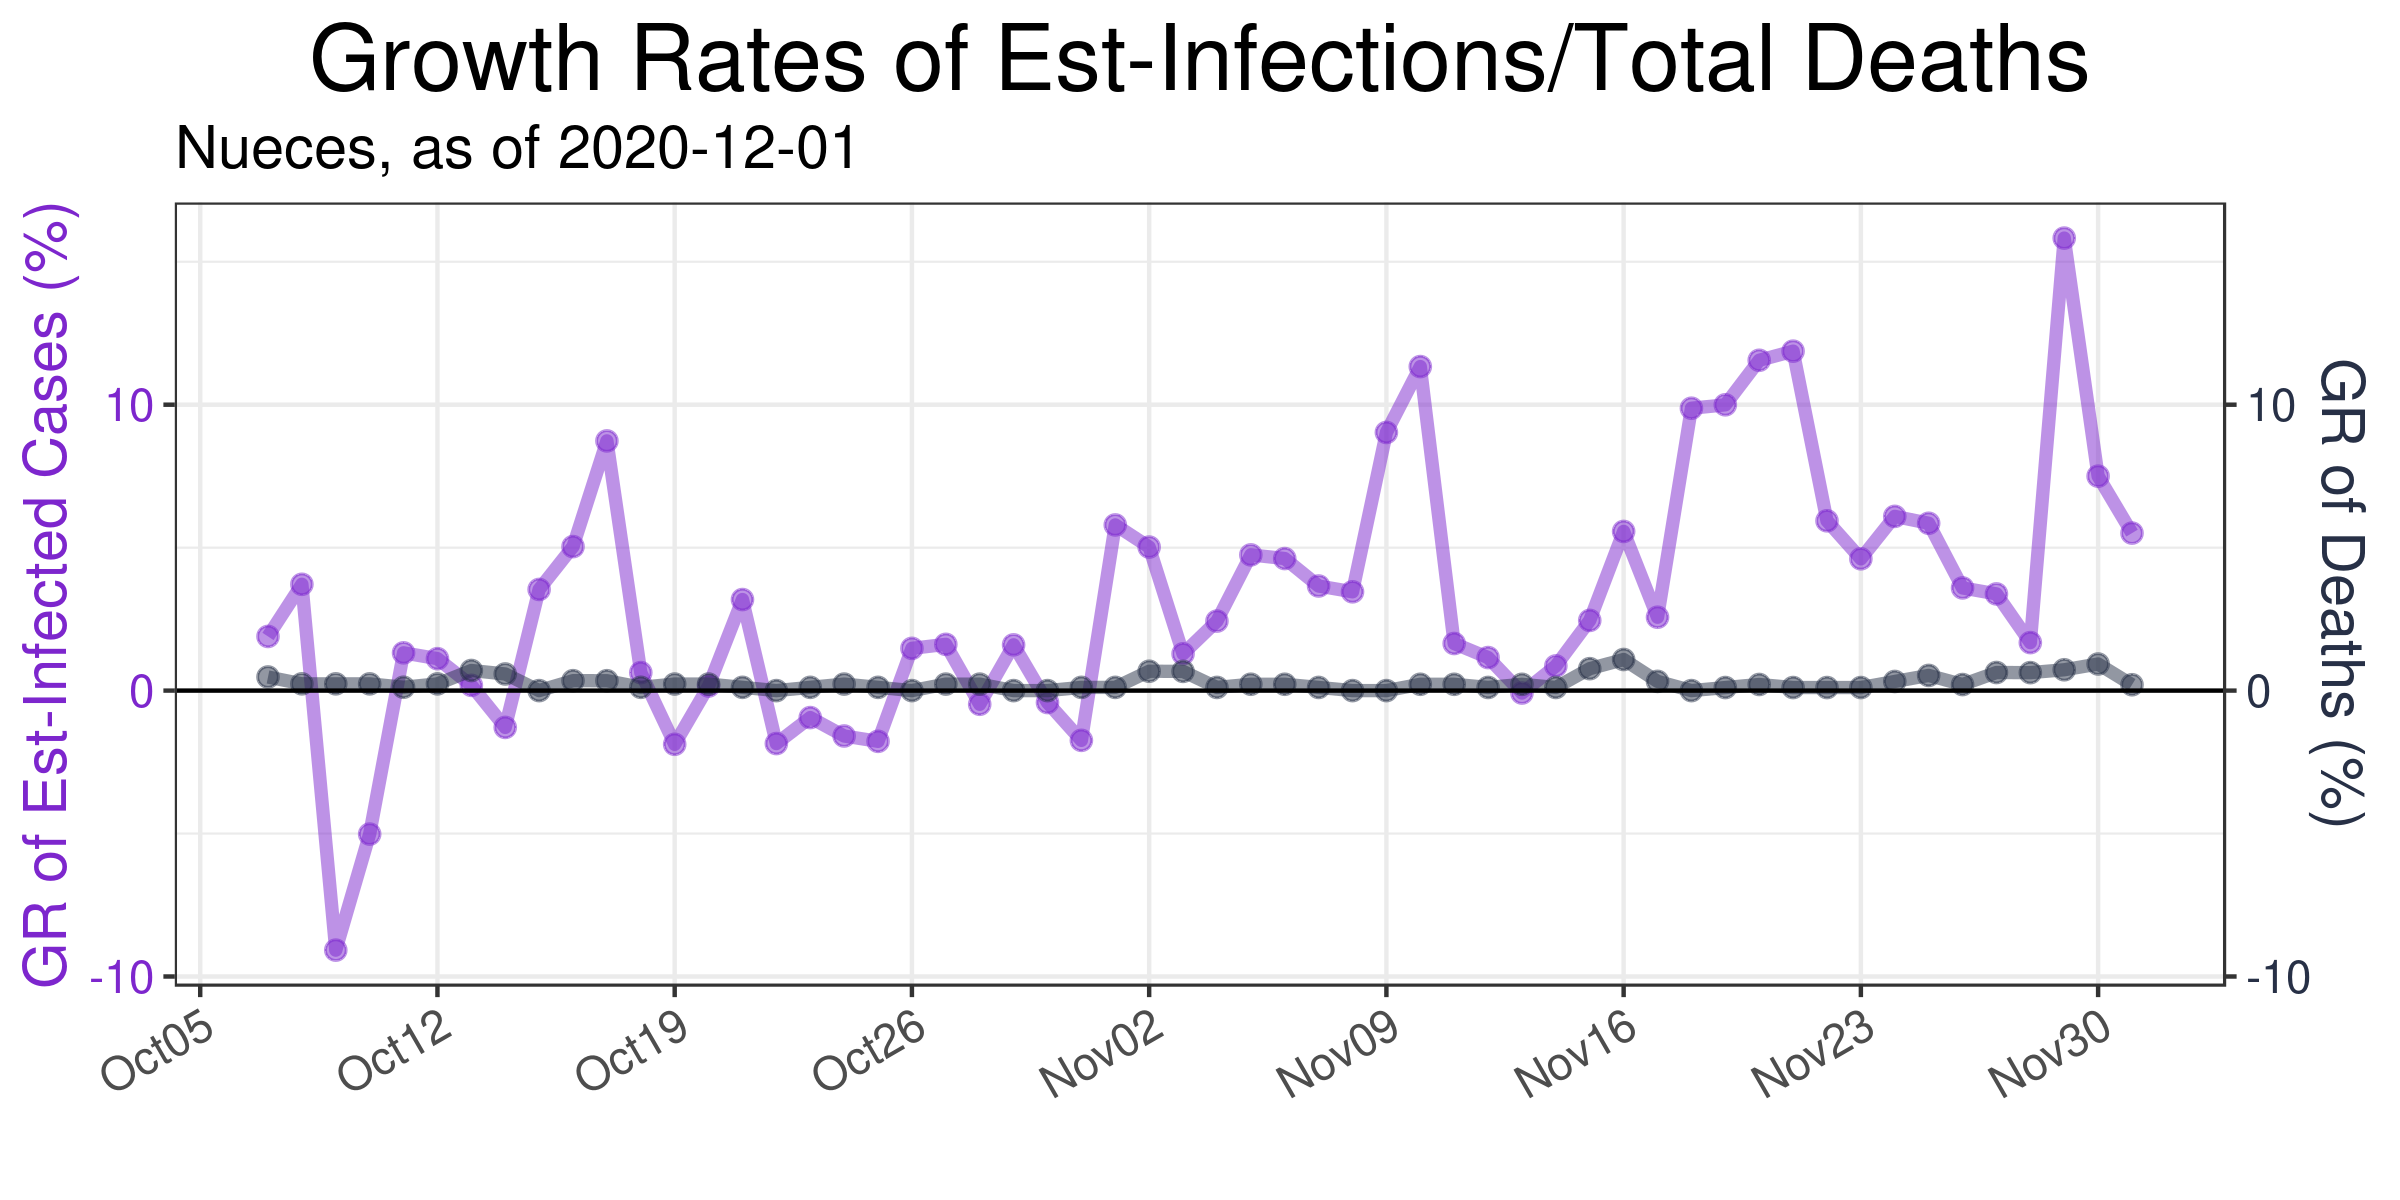 Growth Rates of Est-Infections/Total Deaths
Nueces, as of 2020-12-01
GR of Est-Infected Cases (%)
10
0
-10
10
0
-10
GR of Deaths (%)
Oct05
Oct12
Oct19
Oct26
Nov02
Nov09
Nov16
Nov23
Nov30